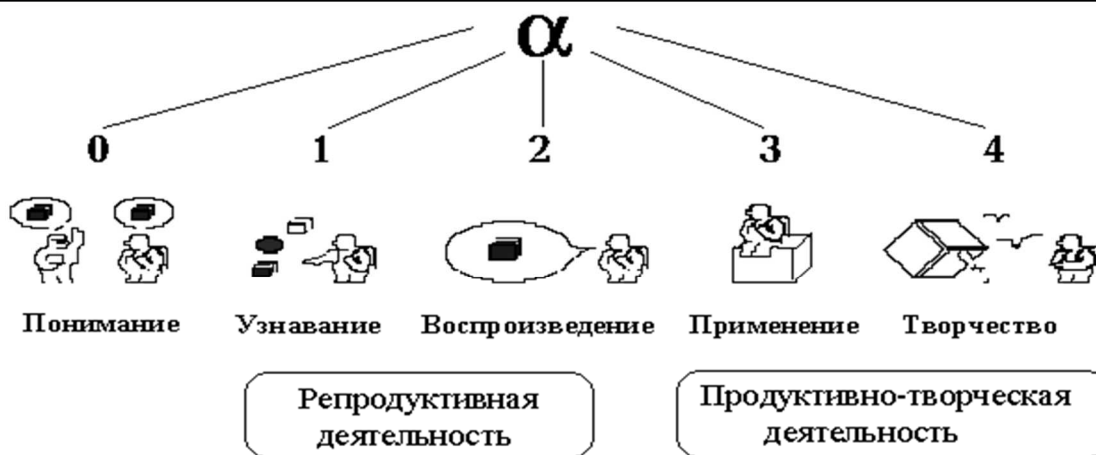 α
0 1 2 3 4
Понимание Узнавание Воспроизведение Применение Творчество
Репродуктивная
деятельность
Продуктивно-творческая
деятельность